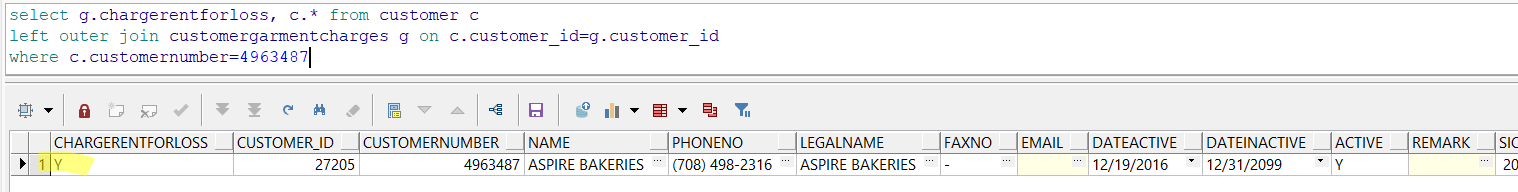 select g.chargerentforloss, c.* from customer c
left outer join customergarmentcharges g on c.customer_id=g.customer_id
where c.customernumber=4963487
CHARGERENTFORLOSS CUSTOMER_ID CUSTOMERNUMBER NAME PHONENO LEGALNAME FAXNO EMAIL DATEACTIVE DATEINACTIVE ACTIVE REMARK SIC
1 Y 27205 4963487 ASPIRE BAKERIES (708) 498-2316 ASPIRE BAKERIES - 12/19/2016 12/31/2099 Y 20